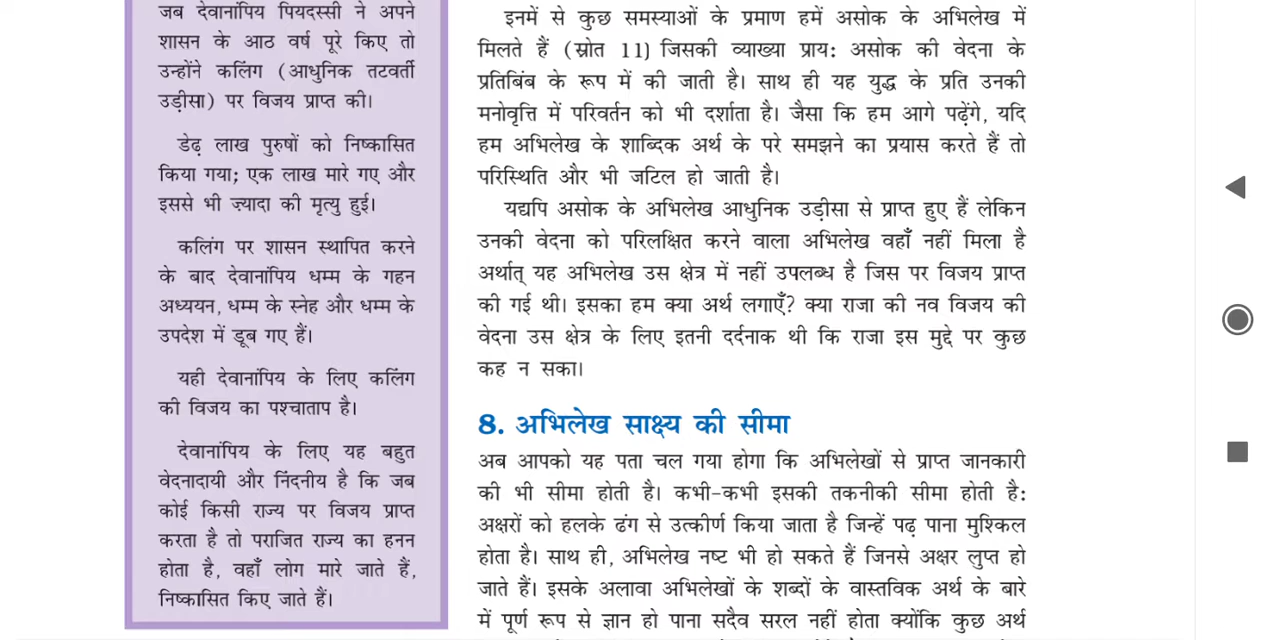 जब देवानांपिय पियदस्सी ने अपने
शासन के आठ वर्ष पूरे किए तो
उन्होंने कलिंग (आधुनिक तटवर्ती
उड़ीसा) पर विजय प्राप्त की।
डेढ़ लाख पुरुषों को निष्कासित
किया गया; एक लाख मारे गए और
इससे भी ज़्यादा की मृत्यु हुई।
कलिंग पर शासन स्थापित करने
के बाद देवानांपिय धम्म के गहन
अध्ययन, धम्म के स्नेह और धम्म के
उपदेश में डूब गए हैं।
यही देवानांपिय के लिए कलिंग
की विजय का पश्चाताप है।
देवानांपिय के लिए यह बहुत
वेदनादायी और निंदनीय है कि जब
कोई किसी राज्य पर विजय प्राप्त
करता है तो पराजित राज्य का हनन
होता है, वहाँ लोग मारे जाते हैं,
निष्कासित किए जाते हैं।
इनमें से कुछ समस्याओं के प्रमाण हमें असोक के अभिलेख में
मिलते हैं (स्रोत 11) जिसकी व्याख्या प्राय: असोक की वेदना के
प्रतिबिंब के रूप में की जाती है। साथ ही यह युद्ध के प्रति उनकी
मनोवृत्ति में परिवर्तन को भी दर्शाता है। जैसा कि हम आगे पढ़ेंगे, यदि
हम अभिलेख के शाब्दिक अर्थ के परे समझने का प्रयास करते हैं तो
परिस्थिति और भी जटिल हो जाती है।
यद्यपि असोक के अभिलेख आधुनिक उड़ीसा से प्राप्त हुए हैं लेकिन
उनकी वेदना को परिलक्षित करने वाला अभिलेख वहाँ नहीं मिला है
अर्थात् यह अभिलेख उस क्षेत्र में नहीं उपलब्ध है जिस पर विजय प्राप्त
की गई थी। इसका हम क्या अर्थ लगाएँ? क्या राजा की नव विजय की
वेदना उस क्षेत्र के लिए इतनी दर्दनाक थी कि राजा इस मुद्दे पर कुछ
कह न सका।
8. अभिलेख साक्ष्य की सीमा
अब आपको यह पता चल गया होगा कि अभिलेखों से प्राप्त जानकारी
की भी सीमा होती है। कभी-कभी इसकी तकनीकी सीमा होती है:
अक्षरों को हलके ढंग से उत्कीर्ण किया जाता है जिन्हें पढ़ पाना मुश्किल
होता है। साथ ही, अभिलेख नष्ट भी हो सकते हैं जिनसे अक्षर लुप्त हो
जाते हैं। इसके अलावा अभिलेखों के शब्दों के वास्तविक अर्थ के बारे
में पूर्ण रूप से ज्ञान हो पाना सदैव सरल नहीं होता क्योंकि कुछ अर्थ